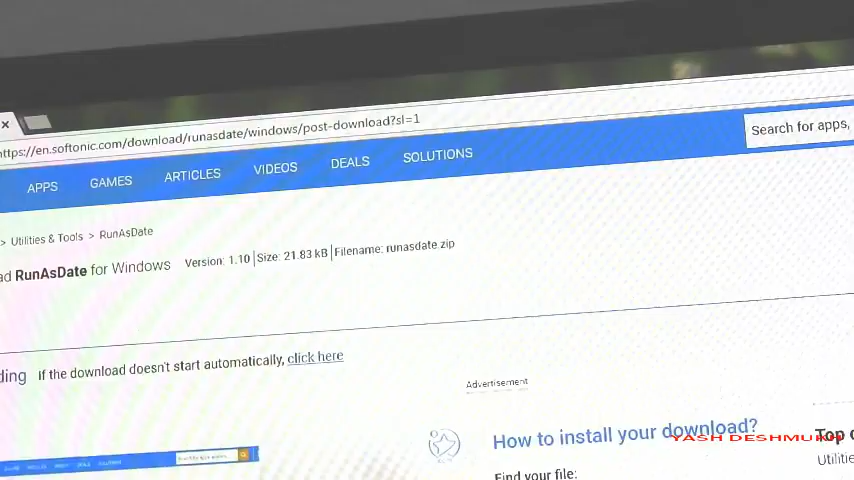 https://en.softonic.com/download/runasdate/windows/post-download?sl=1
APPS GAMES ARTICLES VIDEOS DEALS SOLUTIONS
Search for apps,
> Utilities & Tools > RunAsDate
RunAsDate for Windows Version: 1.10 | Size: 21.83 kB | Filename: runasdate.zip
If the download doesn't start automatically, click here
Advertisement
How to install your download?
YASH DESHMUKH
Top
Find your file: